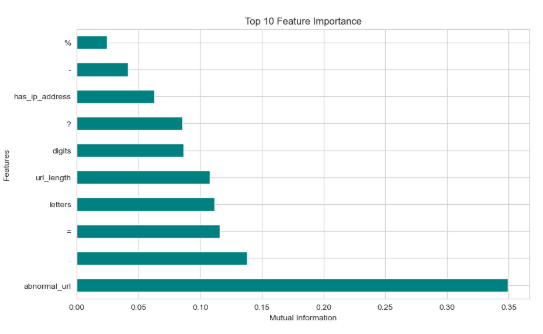 Top 10 Feature Importance
%
-
has_ip_address
?
digits
url_length
letters
=
.
abnormal_url
Features
0.00 0.05 0.10 0.15 0.20 0.25 0.30 0.35
Mutual Information